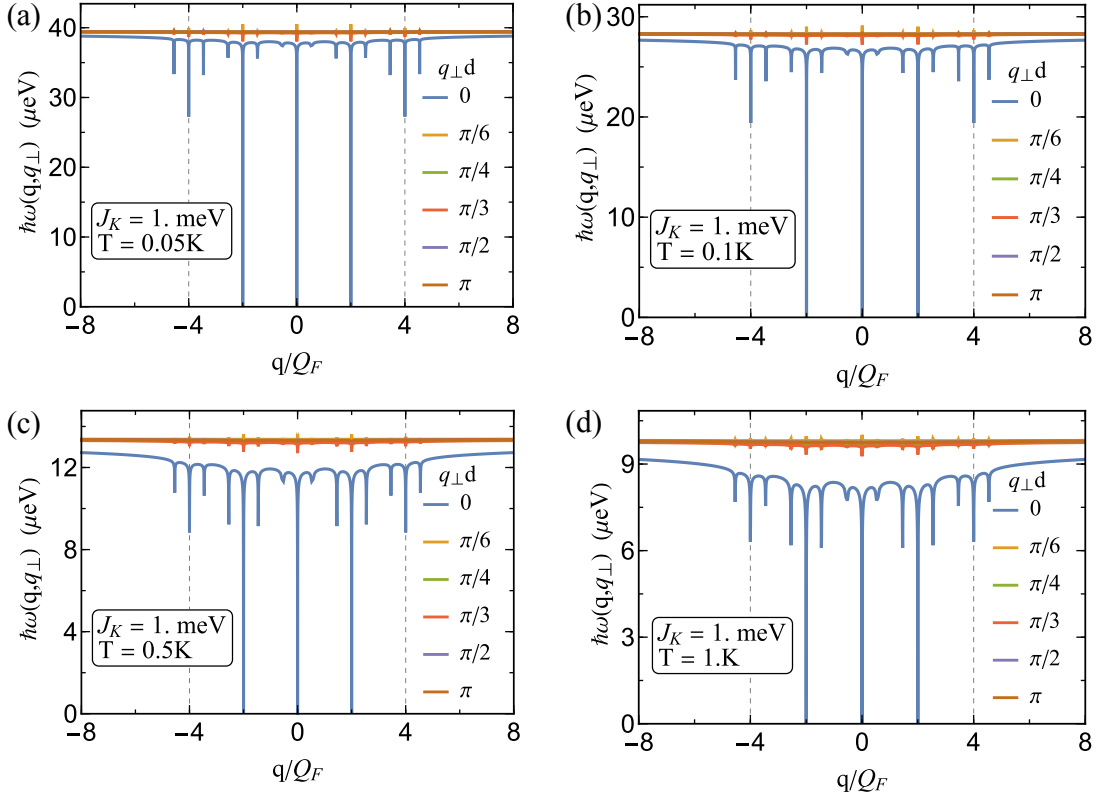 (a)
40
30
20
10
0
ħω(q,q⊥) (μeV)
q⊥d
0
π/6
π/4
π/3
π/2
π
J_K = 1. meV
T = 0.05K
−8 −4 0 4 8
q/Q_F
(b)
30
20
10
0
ħω(q,q⊥) (μeV)
q⊥d
0
π/6
π/4
π/3
π/2
π
J_K = 1. meV
T = 0.1K
−8 −4 0 4 8
q/Q_F
(c)
12
9
6
3
0
ħω(q,q⊥) (μeV)
q⊥d
0
π/6
π/4
π/3
π/2
π
J_K = 1. meV
T = 0.5K
−8 −4 0 4 8
q/Q_F
(d)
9
6
3
0
ħω(q,q⊥) (μeV)
q⊥d
0
π/6
π/4
π/3
π/2
π
J_K = 1. meV
T = 1.K
−8 −4 0 4 8
q/Q_F